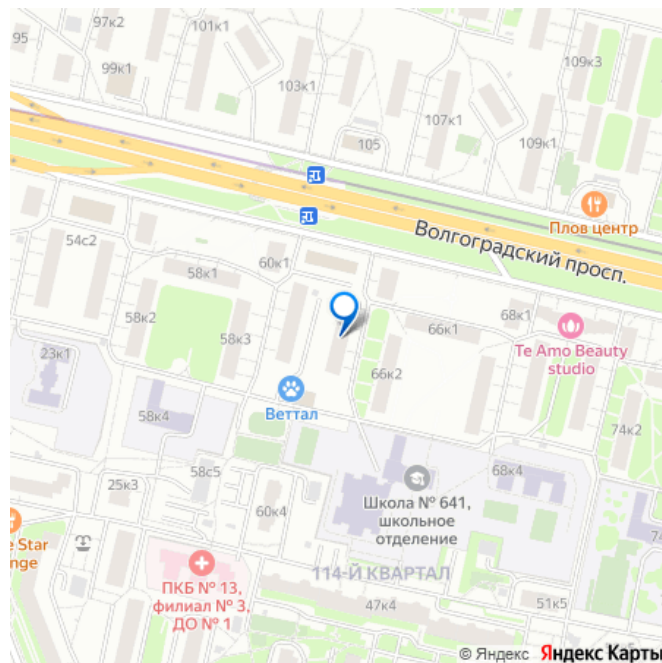 97к2
101к1
95
99к1
103к1
109к3
105
107к1
109к1
Плов центр
Волгоградский просп.
54с2
60к1
58к1
58к2
58к3
66к1
68к1
Te Amo Beauty
studio
23к1
66к2
Веттал
58к4
74к2
58с5
68к4
25к3
Школа № 641,
школьное
отделение
60к4
e Star
nge
114-Й КВАРТАЛ
ПКБ № 13,
филиал № 3,
ДО № 1
47к4
51к5
© Яндекс Яндекс Карты